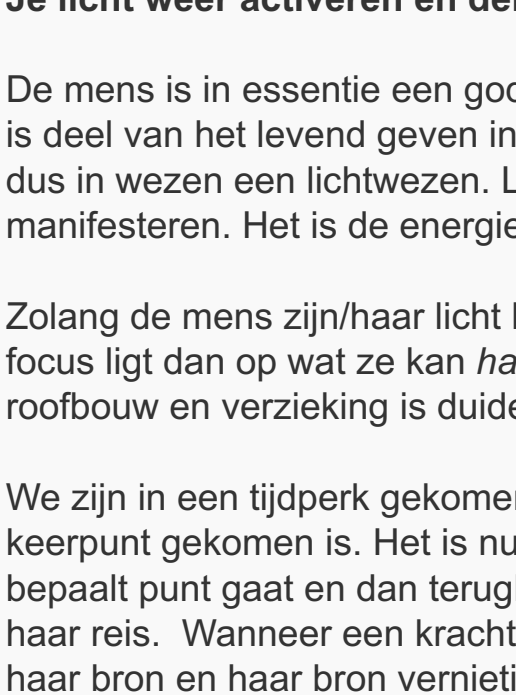 Je licht weer activeren en
De mens is in essentie een
is deel van het levend geven in
dus in wezen een lichtwezen.
manifesteren. Het is de energie
Zolang de mens zijn/haar licht
focus ligt dan op wat ze kan
roofbouw en verzieking is
We zijn in een tijdperk
keerpunt gekomen is. Het is nu
bepaalt punt gaat en dan
haar reis. Wanneer een kracht
haar bron en haar bron